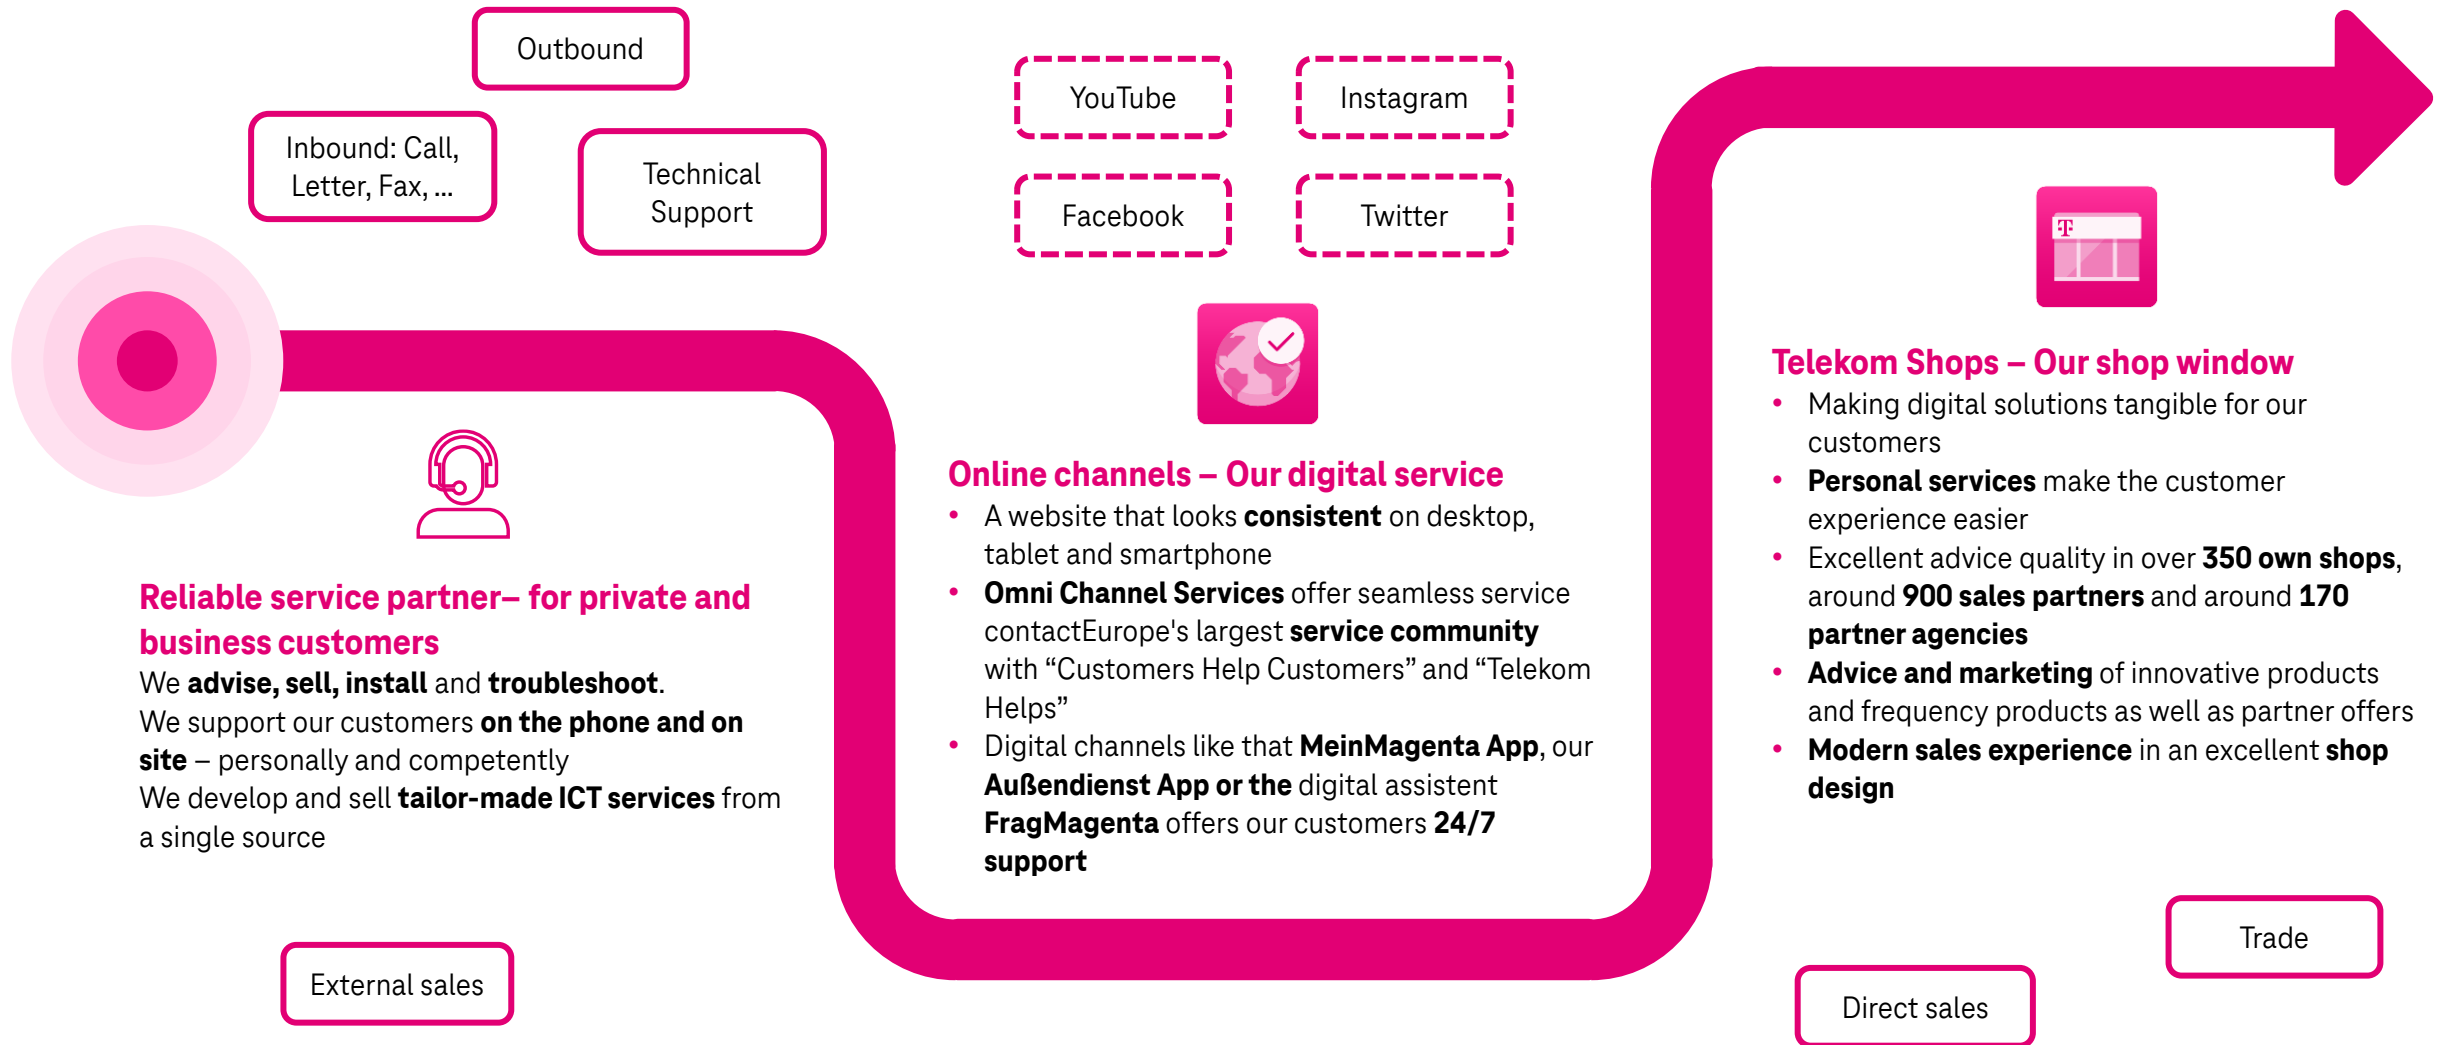 Outbound
Inbound: Call,
Letter, Fax, ...
Technical
Support
Reliable service partner– for private and
business customers
We advise, sell, install and troubleshoot.
We support our customers on the phone and on
site – personally and competently
We develop and sell tailor-made ICT services from
a single source
External sales
YouTube
Instagram
Facebook
Twitter
Online channels – Our digital service
• A website that looks consistent on desktop,
tablet and smartphone
• Omni Channel Services offer seamless service
contactEurope's largest service community
with “Customers Help Customers” and “Telekom
Helps”
• Digital channels like that MeinMagenta App, our
Außendienst App or the digital assistent
FragMagenta offers our customers 24/7
support
T
Telekom Shops – Our shop window
• Making digital solutions tangible for our
customers
• Personal services make the customer
experience easier
• Excellent advice quality in over 350 own shops,
around 900 sales partners and around 170
partner agencies
• Advice and marketing of innovative products
and frequency products as well as partner offers
• Modern sales experience in an excellent shop
design
Trade
Direct sales